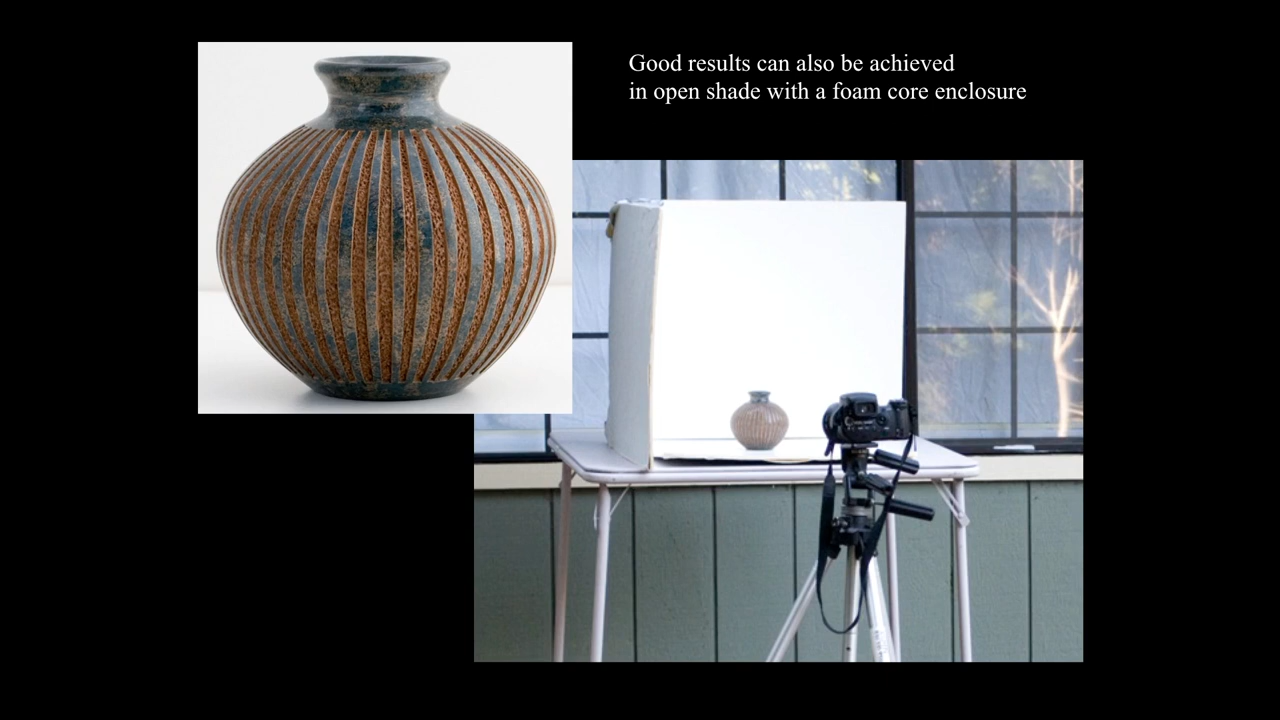 Good results can also be achieved
in open shade with a foam core enclosure